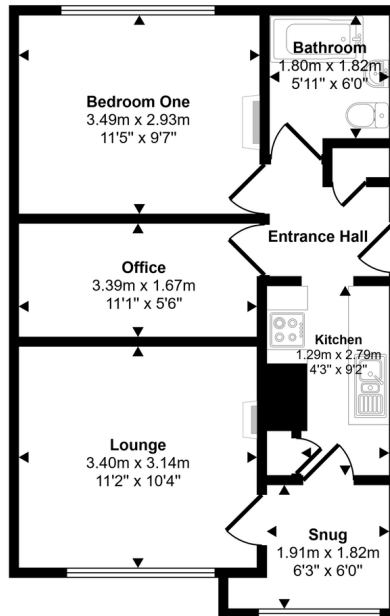 Bedroom One
3.49m x 2.93m
11'5" x 9'7"
Bathroom
1.80m x 1.82m
5'11" x 6'0"
Entrance Hall
Office
3.39m x 1.67m
11'1" x 5'6"
Kitchen
1.29m x 2.79m
4'3" x 9'2"
Lounge
3.40m x 3.14m
11'2" x 10'4"
Snug
1.91m x 1.82m
6'3" x 6'0"